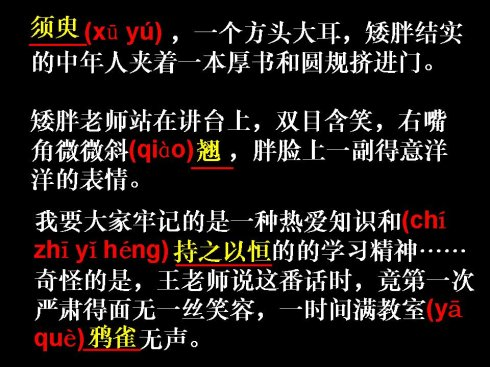 须臾(xū yú) ，一个方头大耳，矮胖结实
的中年人夹着一本厚书和圆规挤进门。
矮胖老师站在讲台上，双目含笑，右嘴
角微微斜(qiào)翘 ，胖脸上一副得意洋
洋的表情。
我要大家牢记的是一种热爱知识和(chí
zhī yǐ héng) 持之以恒的的学习精神……
奇怪的是，王老师说这番话时，竟第一次
严肃得面无一丝笑容，一时间满教室(yā
què)鸦雀无声。